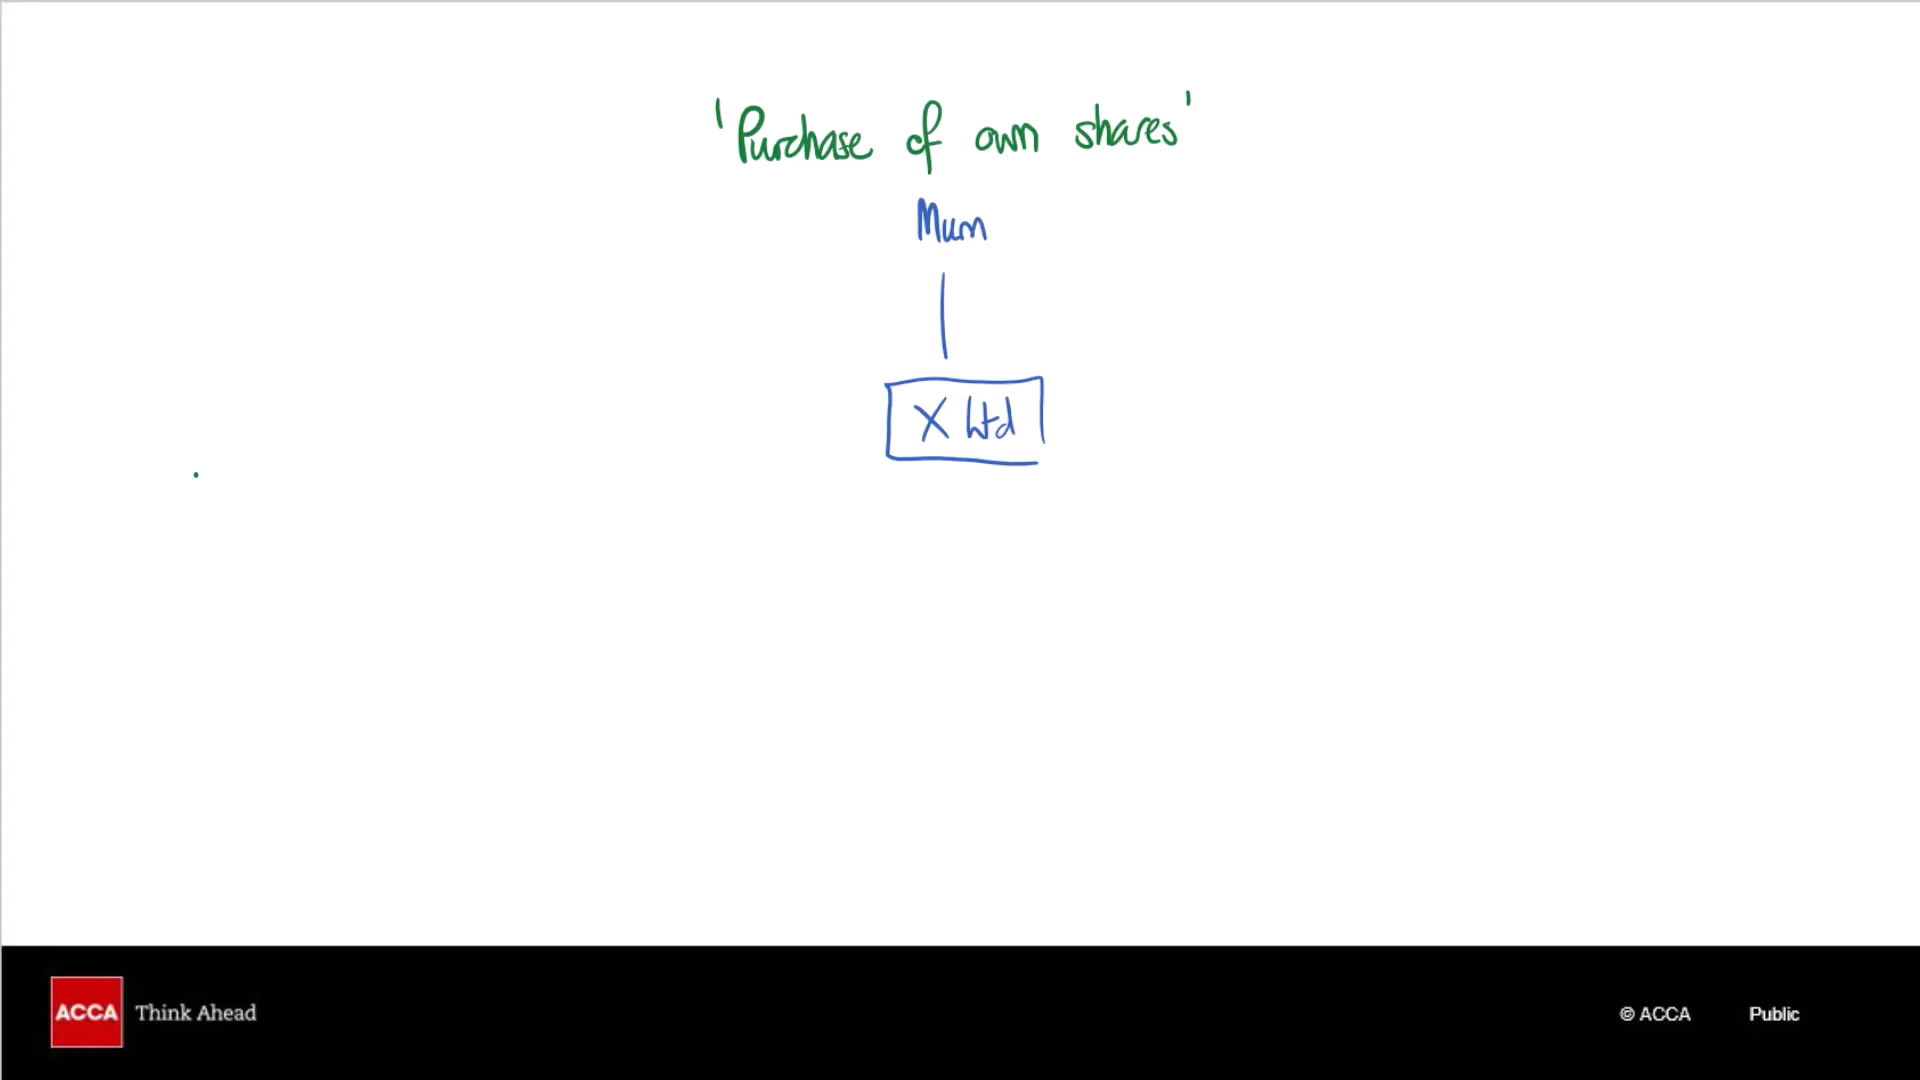 'Purchase of own shares'
Mum
X Ltd
ACCA Think Ahead
© ACCA Public